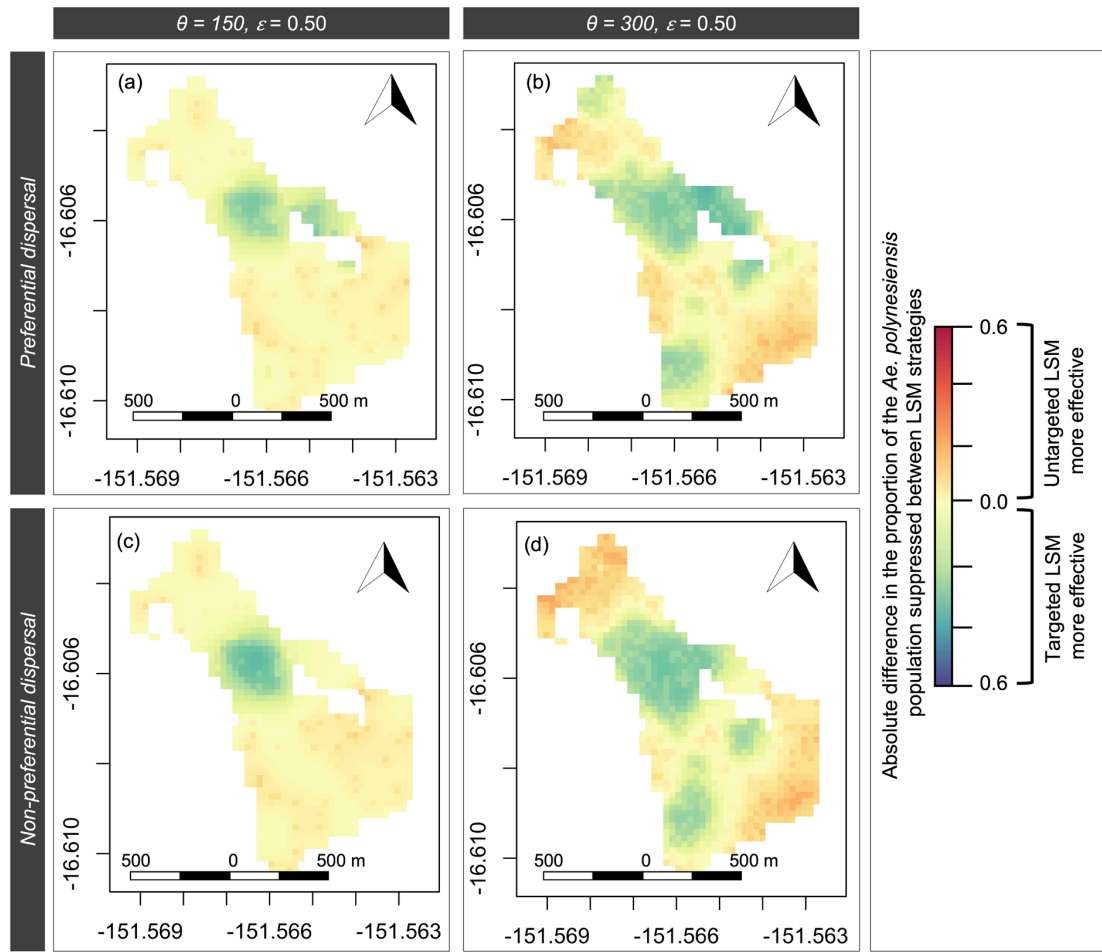 θ = 150, ε = 0.50
θ = 300, ε = 0.50
Preferential dispersal
(a)
-16.606
-16.610
500 0 500 m
-151.569 -151.566 -151.563
(b)
-16.606
-16.610
500 0 500 m
-151.569 -151.566 -151.563
Non-preferential dispersal
(c)
-16.606
-16.610
500 0 500 m
-151.569 -151.566 -151.563
(d)
-16.606
-16.610
500 0 500 m
-151.569 -151.566 -151.563
Absolute difference in the proportion of the Ae. polynesiensis
population suppressed between LSM strategies
0.6
0.0
0.6
Untargeted LSM
more effective
Targeted LSM
more effective